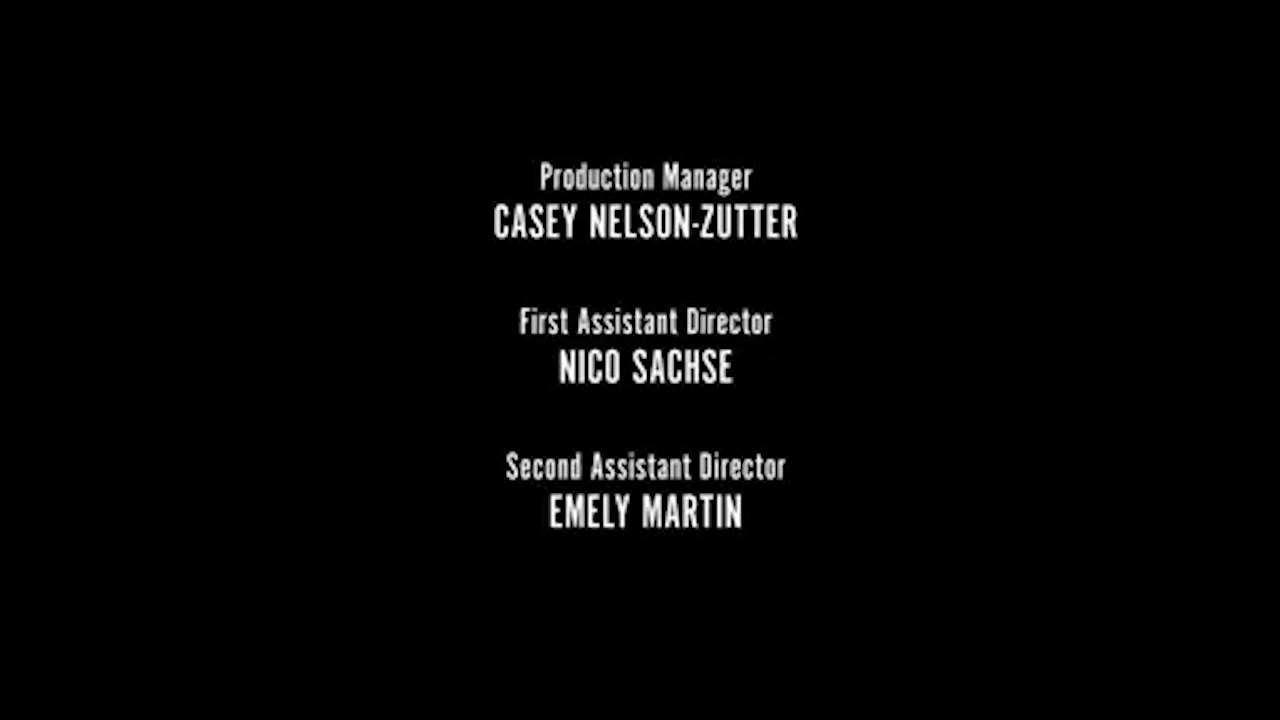 Production Manager
CASEY NELSON-ZUTTER
First Assistant Director
NICO SACHSE
Second Assistant Director
EMELY MARTIN